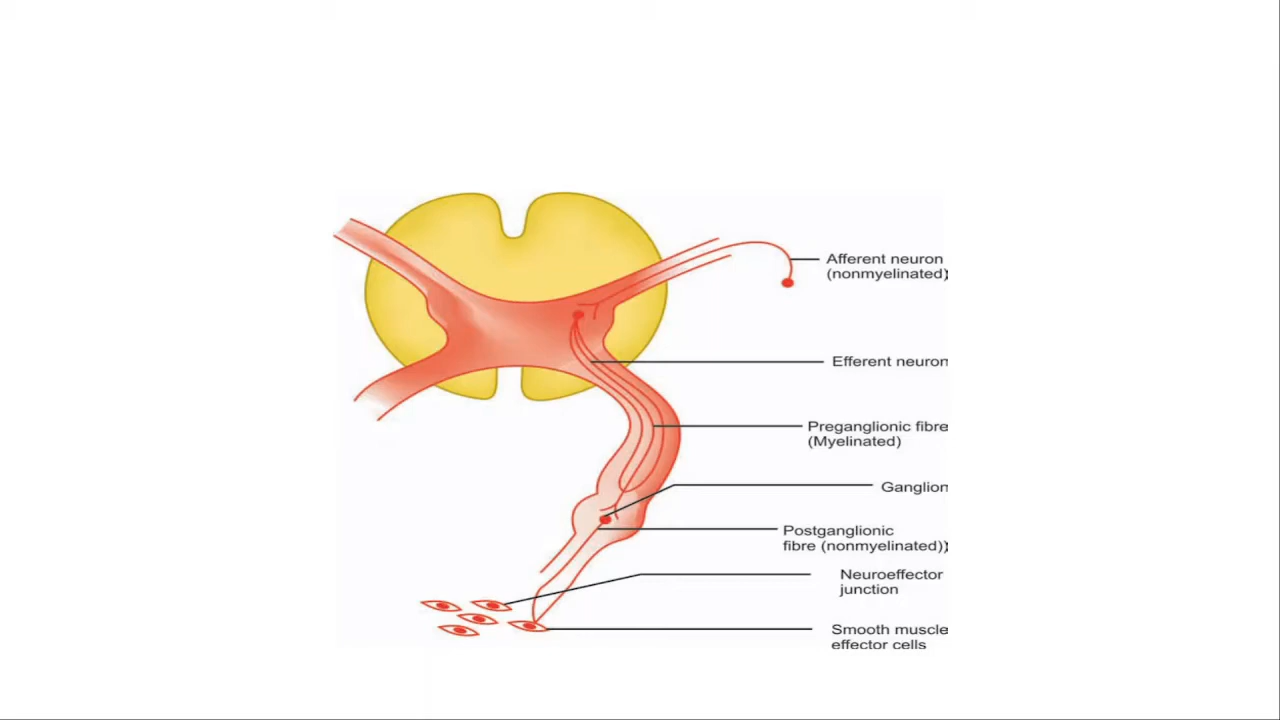 Afferent neuron
(nonmyelinated)
Efferent neuron
Preganglionic fibre
(Myelinated)
Ganglion
Postganglionic
fibre (nonmyelinated))
Neuroeffector
junction
Smooth muscle
effector cells